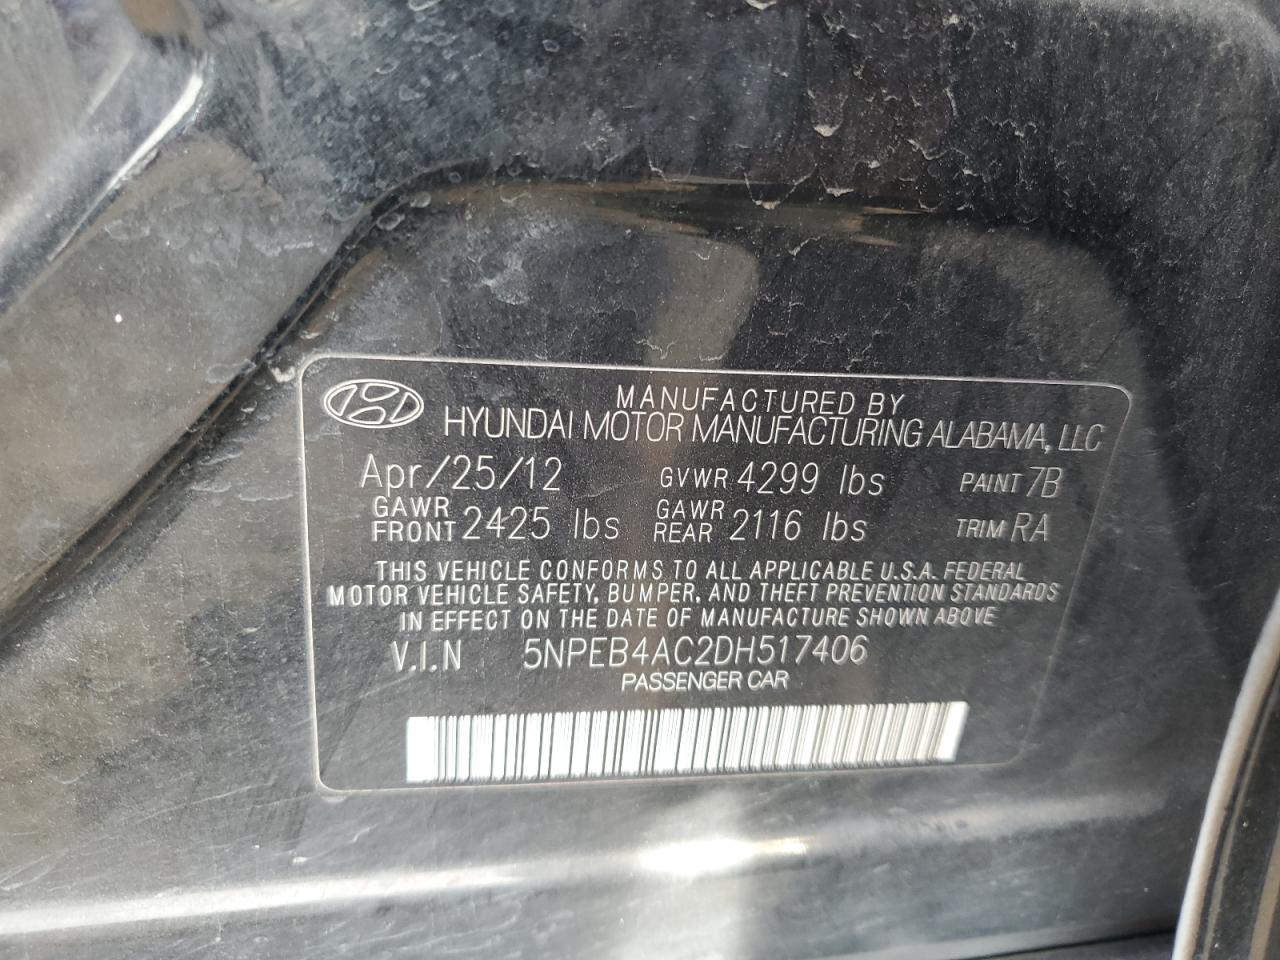 MANUFACTURED BY
HYUNDAI MOTOR MANUFACTURING ALABAMA, LLC
Apr/25/12 GVWR 4299 lbs PAINT 7B
GAWR FRONT 2425 lbs GAWR REAR 2116 lbs TRIM RA
THIS VEHICLE CONFORMS TO ALL APPLICABLE U.S.A. FEDERAL
MOTOR VEHICLE SAFETY, BUMPER, AND THEFT PREVENTION STANDARDS
IN EFFECT ON THE DATE OF MANUFACTURE SHOWN ABOVE
V.I.N 5NPEB4AC2DH517406
PASSENGER CAR